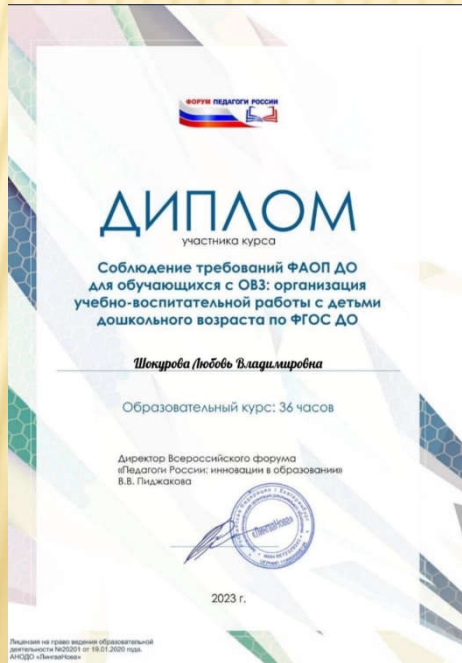 ФОРУМ ПЕДАГОГИ РОССИИ
ДИПЛОМ
участника курса
Соблюдение требований ФАОП ДО
для обучающихся с ОВЗ: организация
учебно-воспитательной работы с детьми
дошкольного возраста по ФГОС ДО
Шокурова Любовь Владимировна
Образовательный курс: 36 часов
Директор Всероссийского форума
«Педагоги России: инновации в образовании»
В.В. Пиджакова
«ЛингваНова»
2023 г.
Лицензия на право ведения образовательной
деятельности №20201 от 19.01.2020 года.
АНОДО «ЛингваНова»